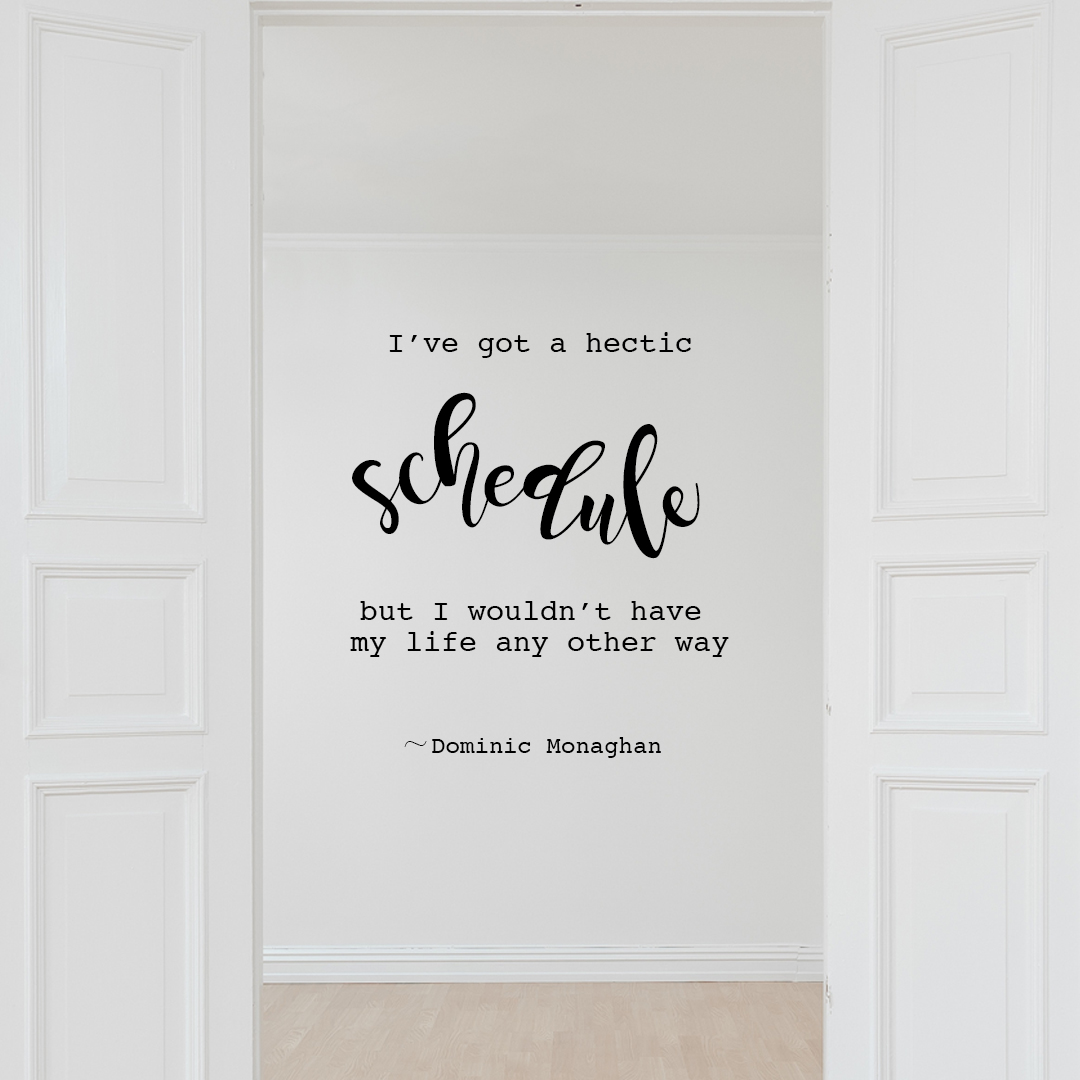 I’ve got a hectic
schedule
but I wouldn’t have
my life any other way
~Dominic Monaghan